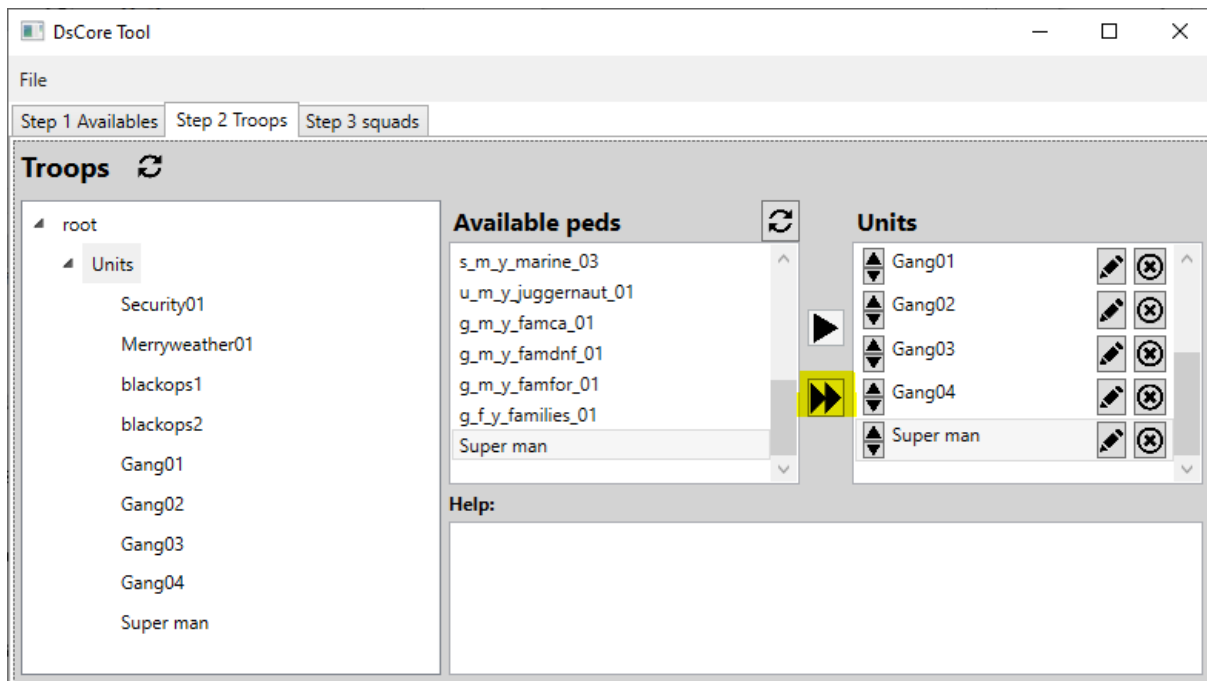 DsCore Tool
File
Step 1 Availables
Step 2 Troops
Step 3 squads
Troops
root
Units
Security01
Merryweather01
blackops1
blackops2
Gang01
Gang02
Gang03
Gang04
Super man
Available peds
s_m_y_marine_03
u_m_y_juggernaut_01
g_m_y_famca_01
g_m_y_famdnf_01
g_m_y_famfor_01
g_f_y_families_01
Super man
Units
Gang01
Gang02
Gang03
Gang04
Super man
Help: